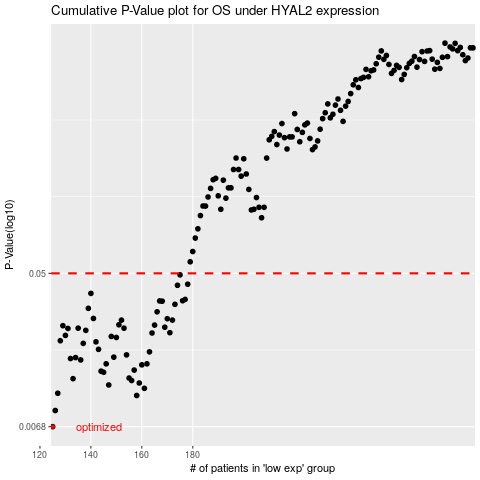 Cumulative P-Value plot for OS under HYAL2 expression
P-Value(log10)
0.05
0.0068
optimized
120 140 160 180
# of patients in 'low exp' group